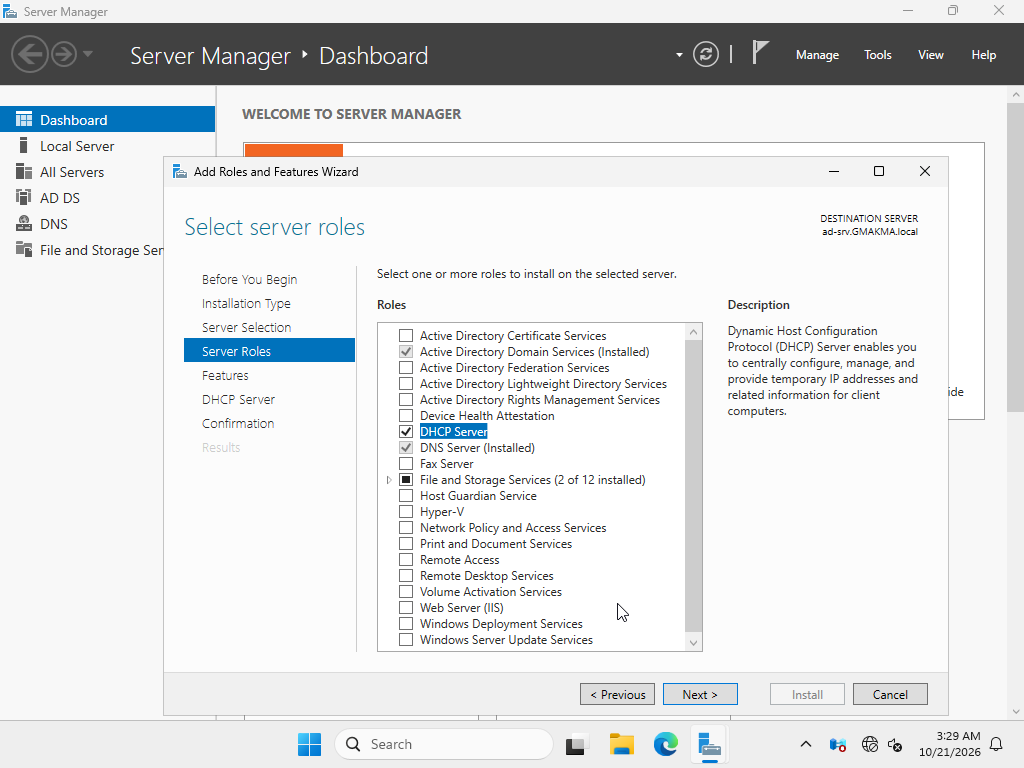 Server Manager
Server Manager ‣ Dashboard
Manage
Tools
View
Help
Dashboard
Local Server
All Servers
AD DS
DNS
File and Storage Ser
WELCOME TO SERVER MANAGER
Add Roles and Features Wizard
Select server roles
DESTINATION SERVER
ad-srv.GMAKMA.local
Before You Begin
Installation Type
Server Selection
Server Roles
Features
DHCP Server
Confirmation
Results
Select one or more roles to install on the selected server.
Roles
Active Directory Certificate Services
Active Directory Domain Services (Installed)
Active Directory Federation Services
Active Directory Lightweight Directory Services
Active Directory Rights Management Services
Device Health Attestation
DHCP Server
DNS Server (Installed)
Fax Server
File and Storage Services (2 of 12 installed)
Host Guardian Service
Hyper-V
Network Policy and Access Services
Print and Document Services
Remote Access
Remote Desktop Services
Volume Activation Services
Web Server (IIS)
Windows Deployment Services
Windows Server Update Services
Description
Dynamic Host Configuration
Protocol (DHCP) Server enables you
to centrally configure, manage, and
provide temporary IP addresses and
related information for client
computers.
ide
< Previous
Next >
Install
Cancel
Search
3:29 AM
10/21/2026